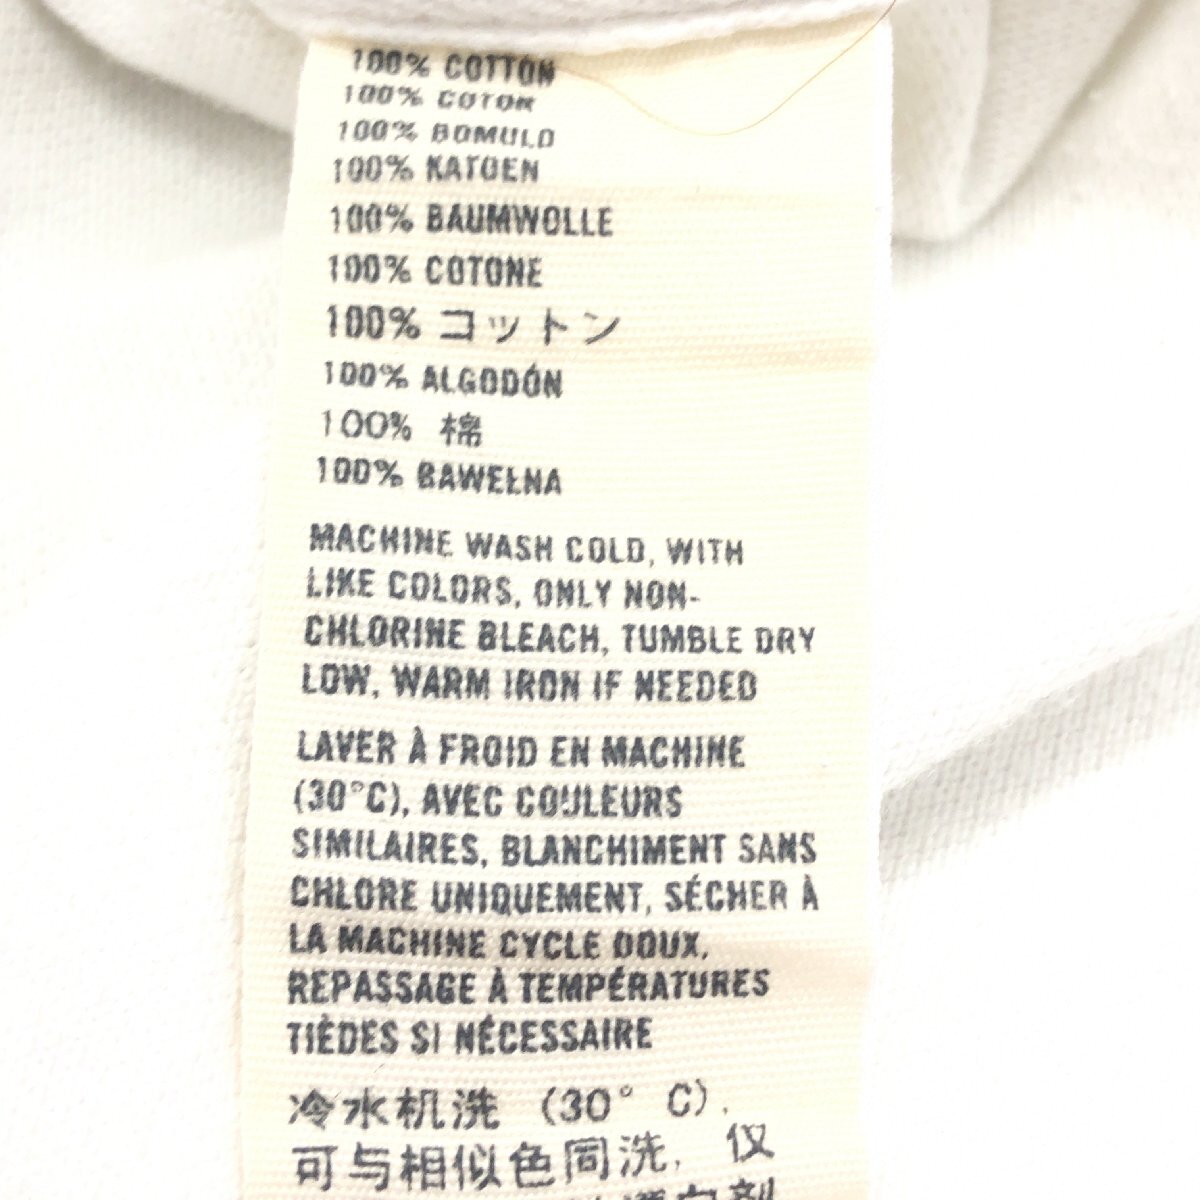 100% COTTON
100% COTON
100% BOMULD
100% KATOEN
100% BAUMWOLLE
100% COTONE
100% コットン
100% ALGODÓN
100% 棉
100% BAWEŁNA
MACHINE WASH COLD, WITH
LIKE COLORS, ONLY NON-
CHLORINE BLEACH, TUMBLE DRY
LOW, WARM IRON IF NEEDED
LAVER À FROID EN MACHINE
(30°C), AVEC COULEURS
SIMILAIRES, BLANCHIMENT SANS
CHLORE UNIQUEMENT, SÉCHER À
LA MACHINE CYCLE DOUX,
REPASSAGE À TEMPÉRATURES
TIÈDES SI NÉCESSAIRE
冷水机洗 (30° C),
可与相似色同洗, 仅